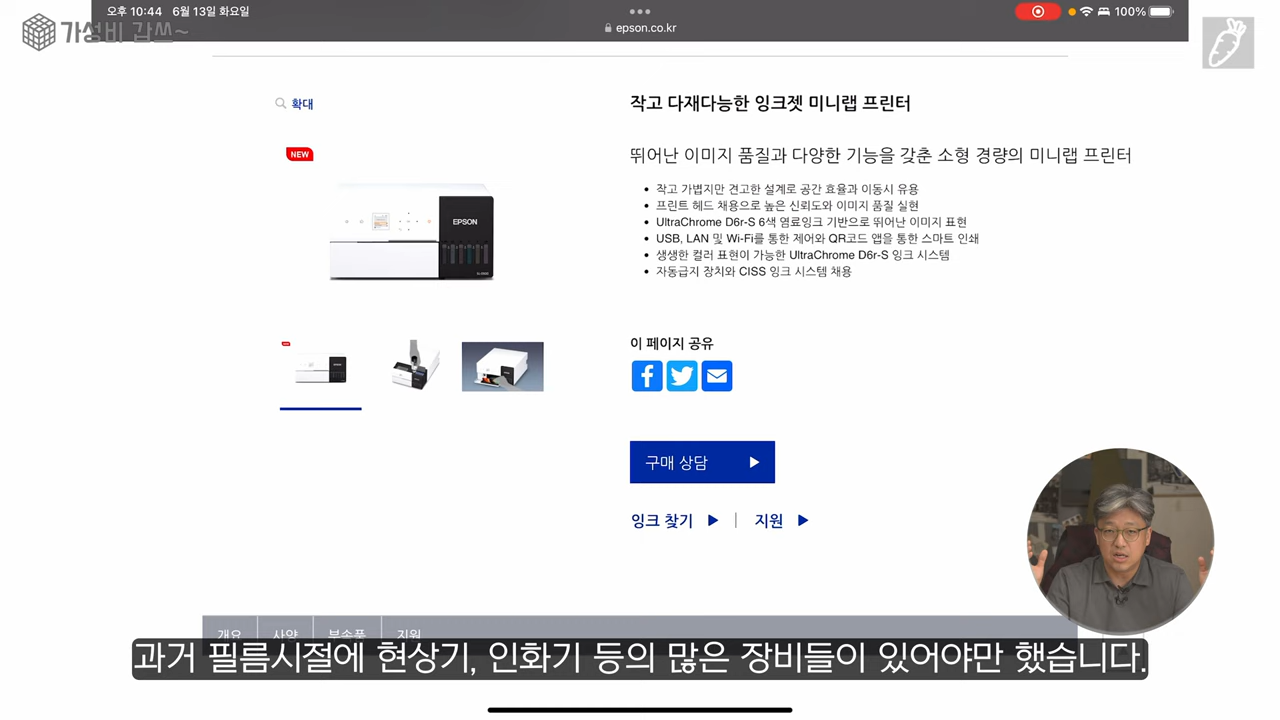 오후 10:44 6월 13일 화요일
100%
epson.co.kr
가성비 갑쓰~
확대
NEW
EPSON
작고 다재다능한 잉크젯 미니랩 프린터
뛰어난 이미지 품질과 다양한 기능을 갖춘 소형 경량의 미니랩 프린터
작고 가볍지만 견고한 설계로 공간 효율과 이동시 유용
프린트 헤드 채용으로 높은 신뢰도와 이미지 품질 실현
UltraChrome D6r-S 6색 염료잉크 기반으로 뛰어난 이미지 표현
USB, LAN 및 Wi-Fi를 통한 제어와 QR코드 앱을 통한 스마트 인쇄
생생한 컬러 표현이 가능한 UltraChrome D6r-S 잉크 시스템
자동급지 장치와 CISS 잉크 시스템 채용
이 페이지 공유
구매 상담
잉크 찾기
지원
개요 사양 부속품 지원
과거 필름시절에 현상기, 인화기 등의 많은 장비들이 있어야만 했습니다.